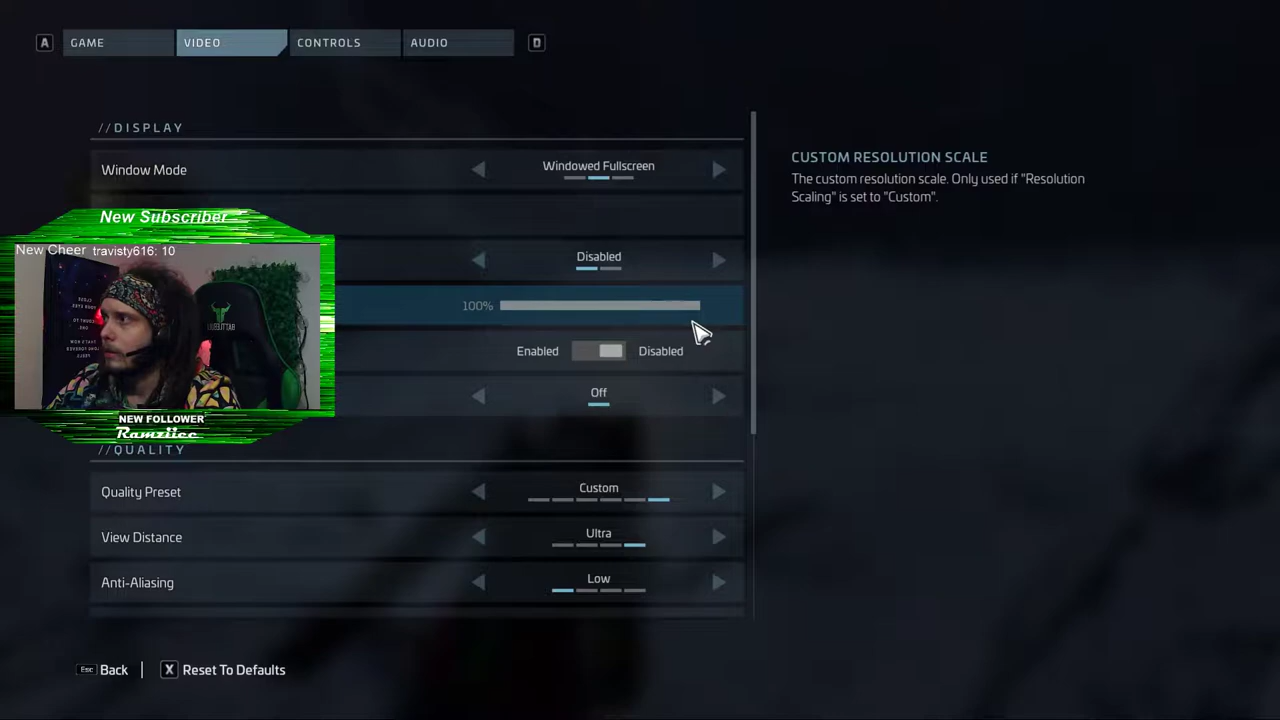 A GAME VIDEO CONTROLS AUDIO D
//DISPLAY
Window Mode Windowed Fullscreen
CUSTOM RESOLUTION SCALE
The custom resolution scale. Only used if "Resolution
Scaling" is set to "Custom".
New Subscriber
New Cheer travisty616: 10
Disabled
100%
Enabled Disabled
Off
NEW FOLLOWER
Ramziicc
//QUALITY
Quality Preset Custom
View Distance Ultra
Anti-Aliasing Low
Esc Back X Reset To Defaults